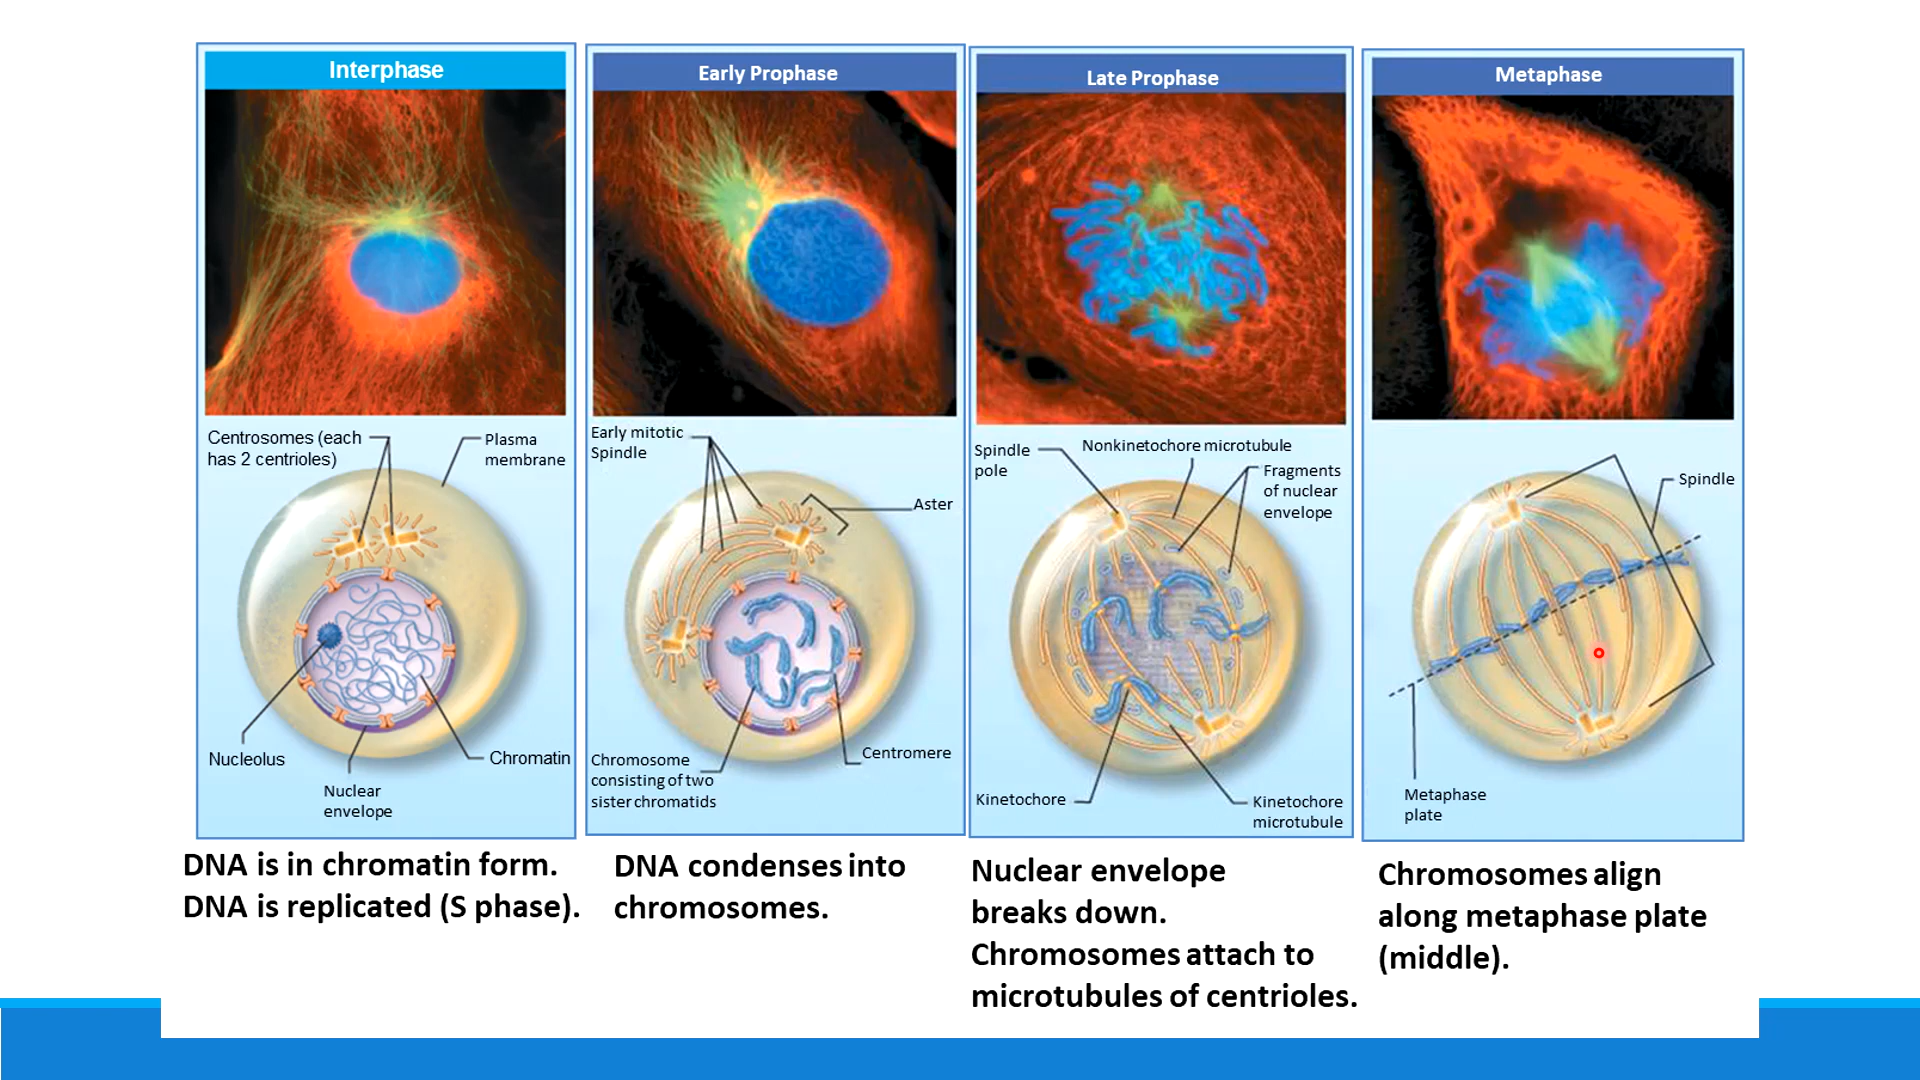 Interphase
Centrosomes (each
has 2 centrioles)
Plasma
membrane
Nucleolus
Chromatin
Nuclear
envelope
DNA is in chromatin form.
DNA is replicated (S phase).
Early Prophase
Early mitotic
Spindle
Aster
Centromere
Chromosome
consisting of two
sister chromatids
DNA condenses into
chromosomes.
Late Prophase
Spindle
pole
Nonkinetochore microtubule
Fragments
of nuclear
envelope
Kinetochore
Kinetochore
microtubule
Nuclear envelope
breaks down.
Chromosomes attach to
microtubules of centrioles.
Metaphase
Spindle
Metaphase
plate
Chromosomes align
along metaphase plate
(middle).